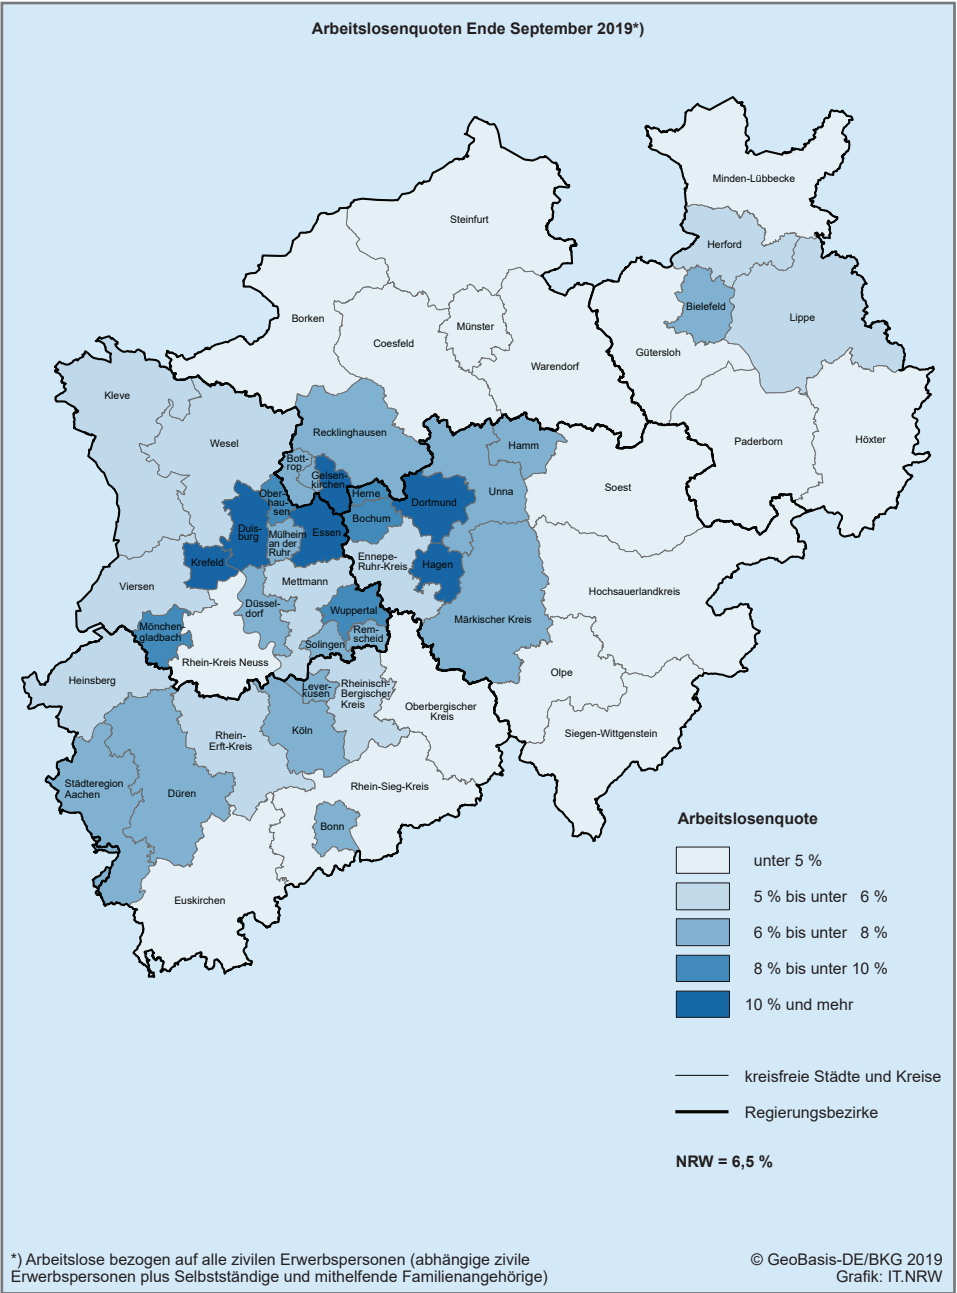 Arbeitslosenquoten Ende September 2019*)
Minden-Lübbecke
Steinfurt
Herford
Bielefeld
Lippe
Borken
Münster
Coesfeld
Gütersloh
Warendorf
Kleve
Recklinghausen
Wesel
Hamm
Paderborn
Höxter
Bott-
rop
Gelsen-
kirchen
Soest
Unna
Ober-
hau-
sen
Herne
Dortmund
Bochum
Duis-
burg
Mülheim
an der
Ruhr
Essen
Krefeld
Ennepe-
Ruhr-Kreis
Hagen
Viersen
Mettmann
Hochsauerlandkreis
Düssel-
dorf
Wuppertal
Märkischer Kreis
Mönchen-
gladbach
Rem-
scheid
Solingen
Rhein-Kreis Neuss
Olpe
Heinsberg
Lever-
kusen
Rheinisch-
Bergischer
Kreis
Oberbergischer
Kreis
Rhein-
Erft-Kreis
Köln
Siegen-Wittgenstein
Städteregion
Aachen
Düren
Rhein-Sieg-Kreis
Bonn
Euskirchen
Arbeitslosenquote
unter 5 %
5 % bis unter 6 %
6 % bis unter 8 %
8 % bis unter 10 %
10 % und mehr
kreisfreie Städte und Kreise
Regierungsbezirke
NRW = 6,5 %
*) Arbeitslose bezogen auf alle zivilen Erwerbspersonen (abhängige zivile
Erwerbspersonen plus Selbstständige und mithelfende Familienangehörige)
© GeoBasis-DE/BKG 2019
Grafik: IT.NRW